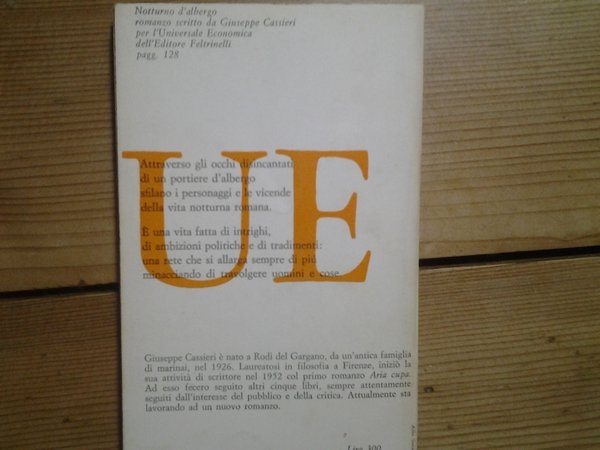 Notturno d'albergo
romanzo scritto da Giuseppe Cassieri
per l'Universale Economica
dell'Editore Feltrinelli
pagg. 128
UE
Attraverso gli occhi disincantati
di un portiere d'albergo
sfilano i personaggi e le vicende
della vita notturna romana.
È una vita fatta di intrighi,
di ambizioni politiche e di tradimenti:
una rete che si allarga sempre di più
minacciando di travolgere uomini e cose.
Giuseppe Cassieri è nato a Rodi del Gargano, da un'antica famiglia
di marinai, nel 1926. Laureatosi in filosofia a Firenze, iniziò la
sua attività di scrittore nel 1952 col primo romanzo Aria cupa.
Ad esso fecero seguito altri cinque libri, sempre attentamente
seguiti dall'interesse del pubblico e della critica. Attualmente sta
lavorando ad un nuovo romanzo.
Lire 300